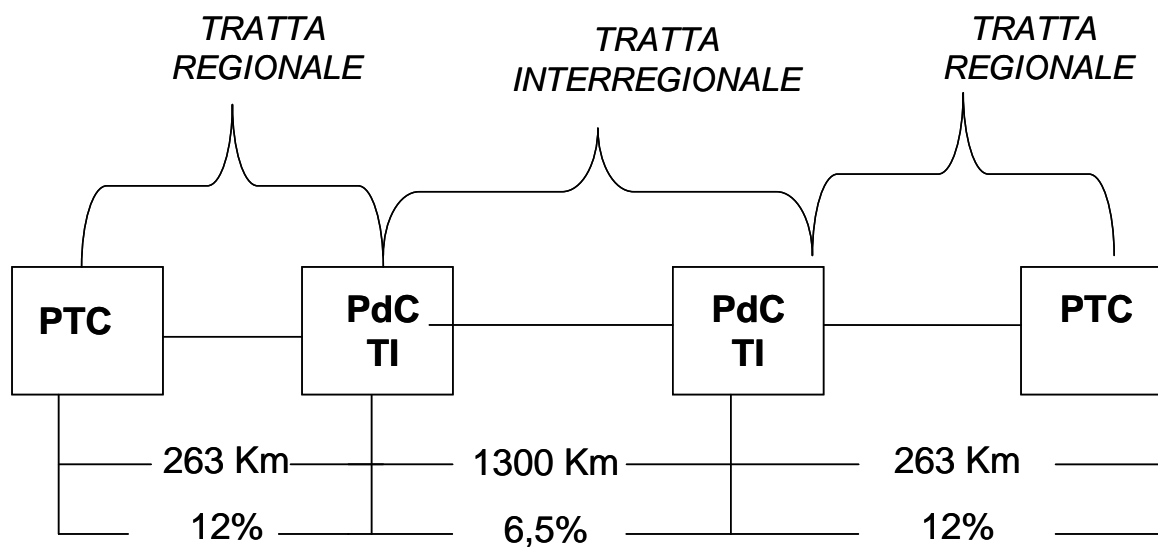 TRATTA
REGIONALE
TRATTA
INTERREGIONALE
TRATTA
REGIONALE
PTC
PdC
TI
PdC
TI
PTC
263 Km
1300 Km
263 Km
12%
6,5%
12%